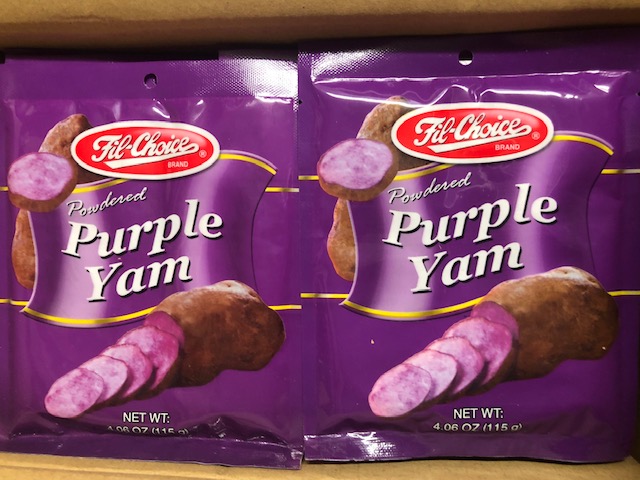 Fil-Choice ®
BRAND
Powdered
Purple
Yam
NET WT:
4.06 OZ (115 g)
Fil-Choice ®
BRAND
Powdered
Purple
Yam
NET WT:
4.06 OZ (115 g)